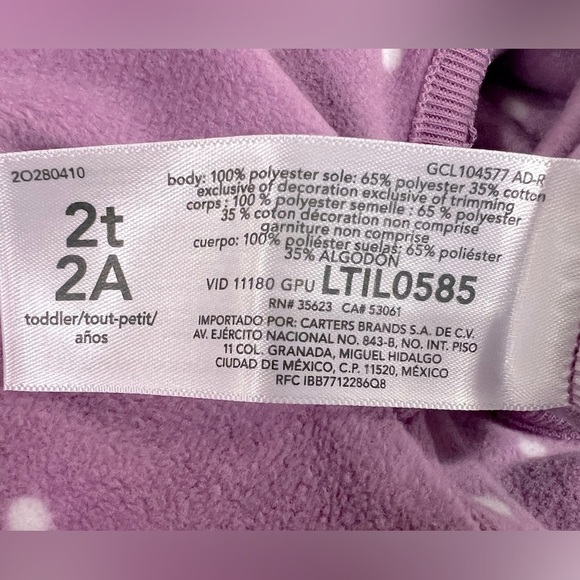 2O280410
2t
2A
toddler/tout-petit/
años
GCL104577 AD-R
body: 100% polyester sole: 65% polyester 35% cotton
exclusive of decoration exclusive of trimming
corps : 100 % polyester semelle : 65 % polyester
35 % coton décoration non comprise
garniture non comprise
cuerpo: 100% poliéster suelas: 65% poliéster
35% ALGODÓN
VID 11180 GPU LTIL0585
RN# 35623 CA# 53061
IMPORTADO POR: CARTERS BRANDS S.A. DE C.V.
AV. EJÉRCITO NACIONAL NO. 843-B, NO. INT. PISO
11 COL. GRANADA, MIGUEL HIDALGO
CIUDAD DE MÉXICO, C.P. 11520, MÉXICO
RFC IBB7712286Q8